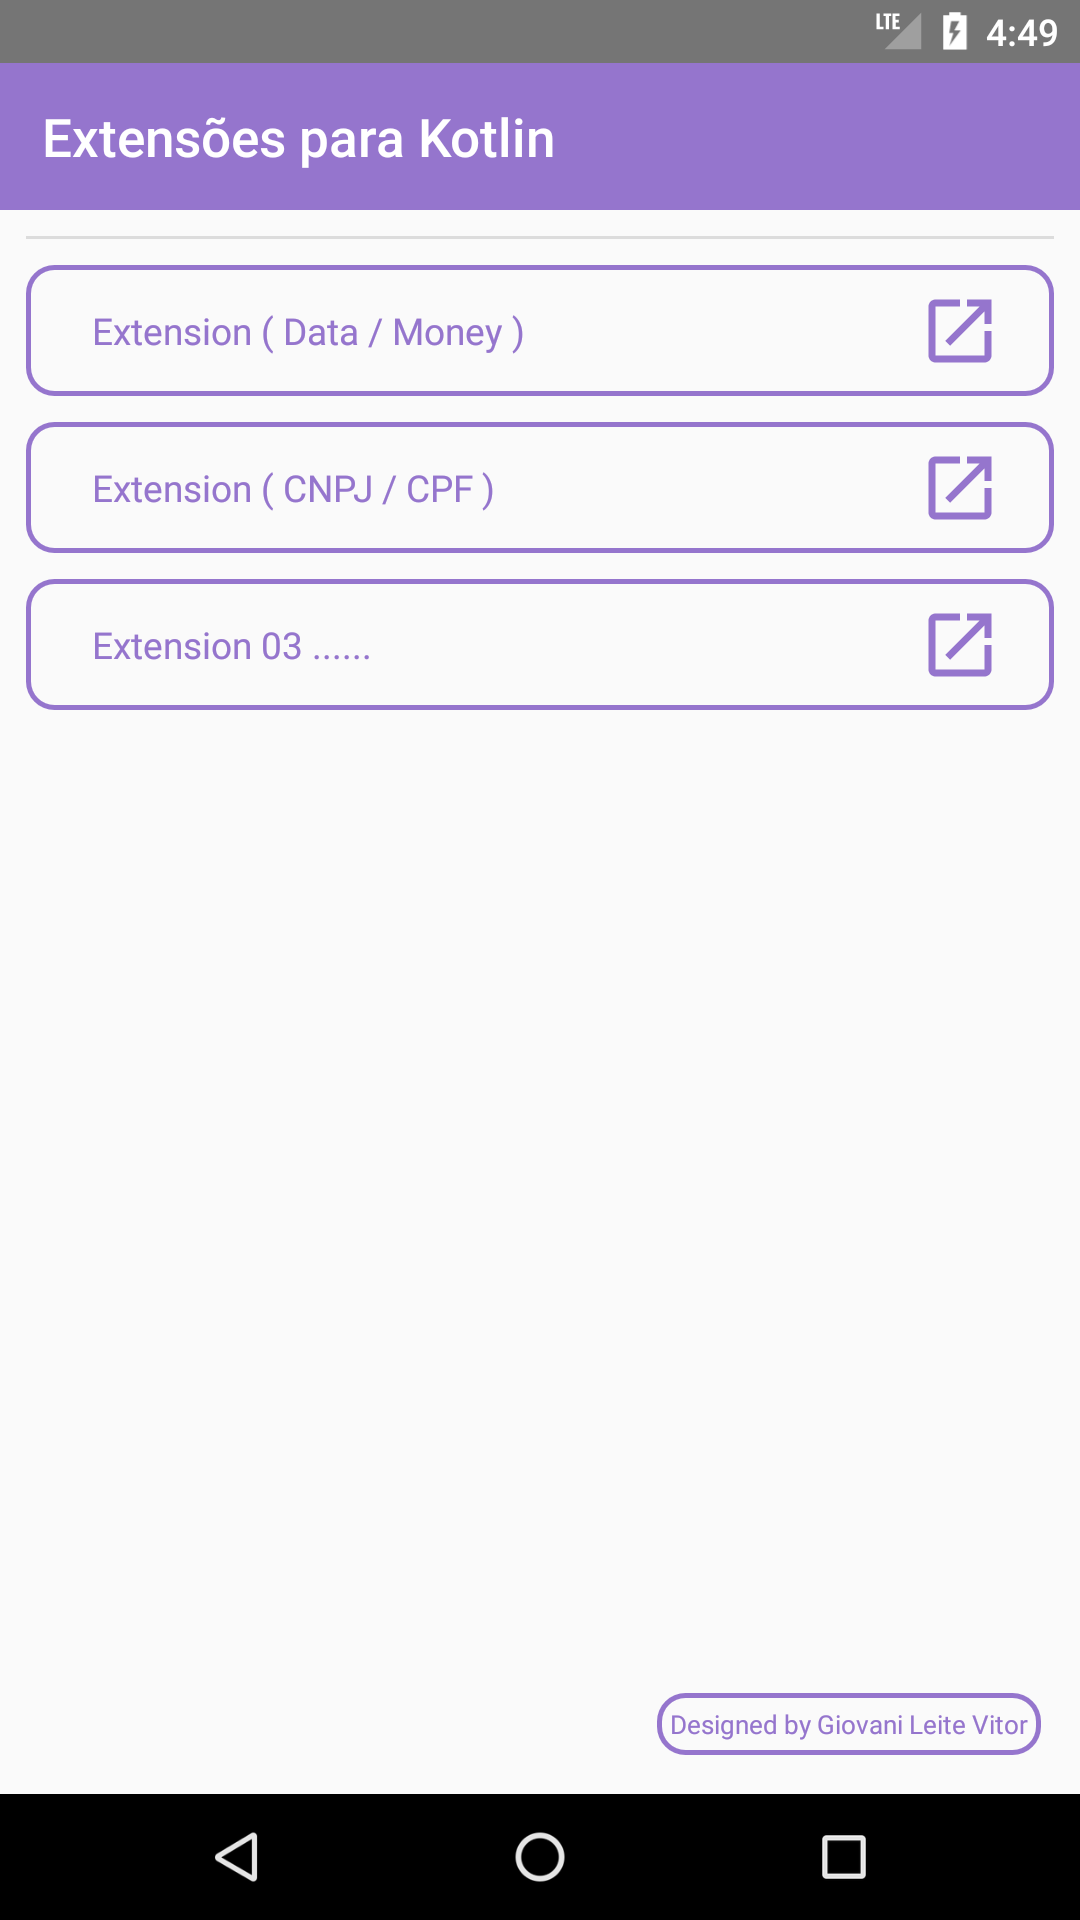 LTE 4:49
Extensões para Kotlin
Extension ( Data / Money )
Extension ( CNPJ / CPF )
Extension 03 ......
Designed by Giovani Leite Vitor